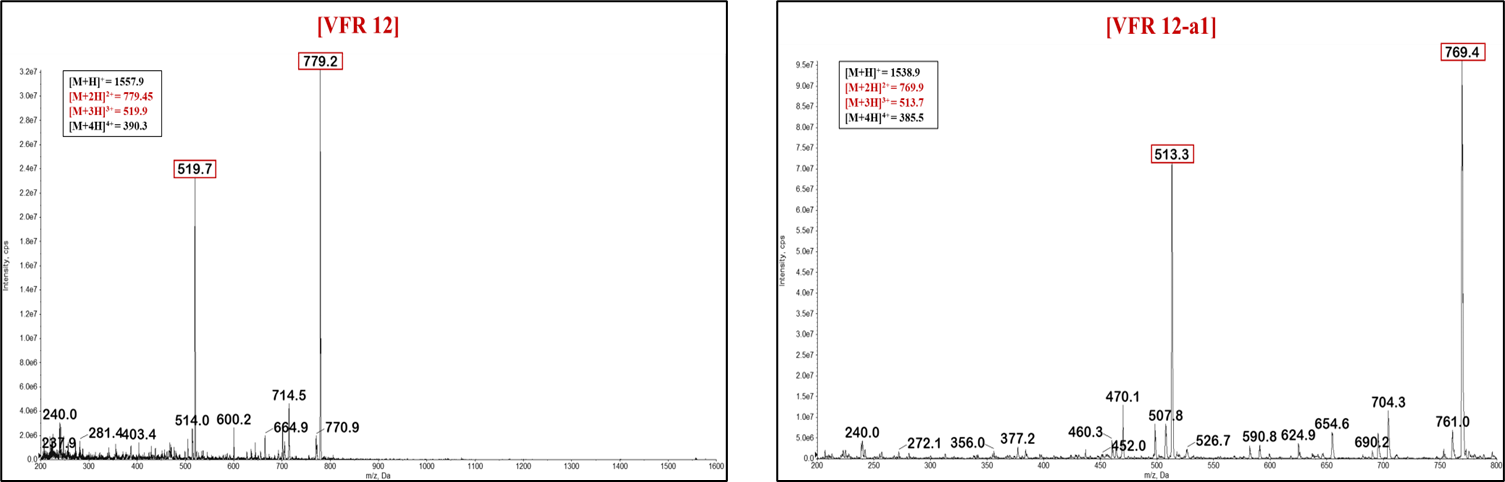 [VFR 12]
[M+H]⁺ = 1557.9
[M+2H]²⁺ = 779.45
[M+3H]³⁺ = 519.9
[M+4H]⁴⁺ = 390.3
779.2
519.7
714.5
240.0
237.9
281.4
403.4
514.0
600.2
664.9
770.9
Intensity, cps
3.2e7
3.0e7
2.8e7
2.6e7
2.4e7
2.2e7
2.0e7
1.8e7
1.6e7
1.4e7
1.2e7
1.0e7
8.0e6
6.0e6
4.0e6
2.0e6
0.0
200 300 400 500 600 700 800 900 1000 1100 1200 1300 1400 1500 1600
m/z, Da
[VFR 12-a1]
[M+H]⁺ = 1538.9
[M+2H]²⁺ = 769.9
[M+3H]³⁺ = 513.7
[M+4H]⁴⁺ = 385.5
769.4
513.3
470.1
507.8
704.3
240.0
272.1
356.0
377.2
460.3
452.0
526.7
590.8
624.9
654.6
690.2
761.0
Intensity, cps
9.5e7
9.0e7
8.5e7
8.0e7
7.5e7
7.0e7
6.5e7
6.0e7
5.5e7
5.0e7
4.5e7
4.0e7
3.5e7
3.0e7
2.5e7
2.0e7
1.5e7
1.0e7
5.0e6
0.0
200 250 300 350 400 450 500 550 600 650 700 750 800
m/z, Da